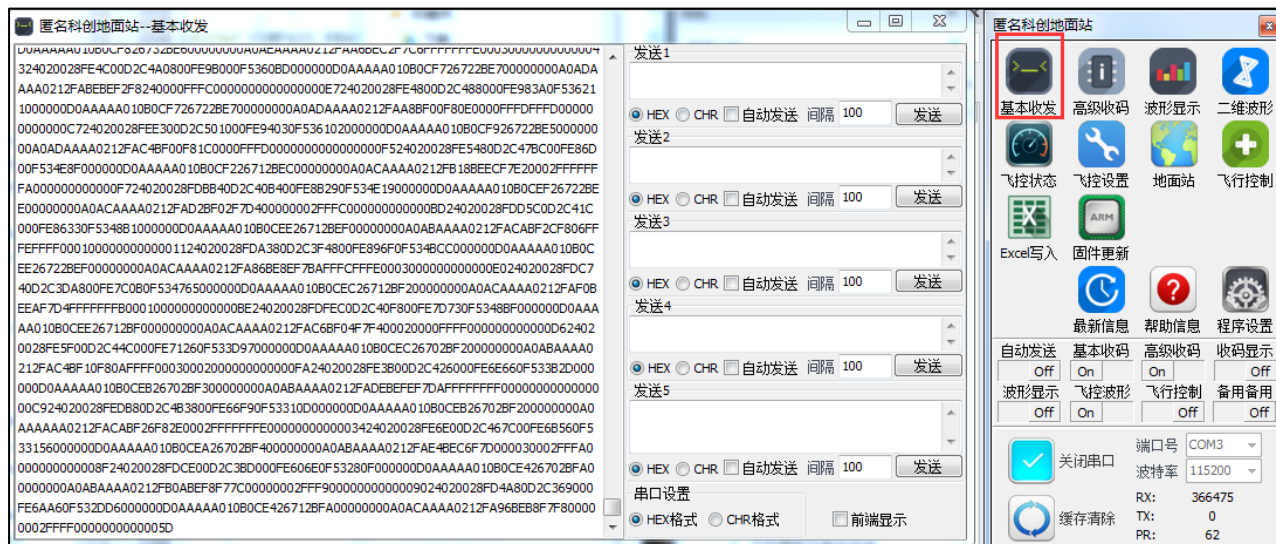 匿名科创地面站--基本收发
D0AAAAA010B0CF826732BE600000000A0AEAAAA0212FAA6BEC2F7C6FFFFFFFE0003000000000004
324020028FE4C00D2C4A0800FE9B000F5360BD000000D0AAAAA010B0CF726722BE700000000A0ADA
AAA0212FABEBEF2F8240000FFFC0000000000000000E724020028FE4800D2C488000FE983A0F53621
1000000D0AAAAA010B0CF726722BE700000000A0ADAAAA0212FAA8BF00F80E0000FFFDFFFD000000
0000000C724020028FEE300D2C501000FE94030F536102000000D0AAAAA010B0CF926722BE5000000
00A0ADAAAA0212FAC4BF00F81C0000FFFD0000000000000000F524020028FE5480D2C47BC00FE86D
00F534E8F000000D0AAAAA010B0CF226712BEC00000000A0ACAAAA0212FB18BEECF7E20002FFFFFF
FA000000000000F724020028FDBB40D2C40B400FE8B290F534E19000000D0AAAAA010B0CEF26722BE
E00000000A0ACAAAA0212FAD2BF02F7D400000002FFFC000000000000BD24020028FDD5C0D2C41C
000FE86330F5348B1000000D0AAAAA010B0CEE26712BEF00000000A0ABAAAA0212FACABF2CF806FF
FEFFFF00010000000000001124020028FDA380D2C3F4800FE896F0F534BCC000000D0AAAAA010B0C
EE26722BEF00000000A0ACAAAA0212FA86BE8EF7BAFFFCFFFE0003000000000000E024020028FDC7
40D2C3DA800FE7C0B0F534765000000D0AAAAA010B0CEC26712BF200000000A0ACAAAA0212FAF0B
EEAF7D4FFFFFFFB0001000000000000BE24020028FDFEC0D2C40F800FE7D730F5348BF000000D0AAA
AA010B0CEE26712BF000000000A0ACAAAA0212FAC6BF04F7F400020000FFFF000000000000D62402
0028FE5F00D2C44C000FE71260F533D97000000D0AAAAA010B0CEC26702BF200000000A0ABAAAA0
212FAC4BF10F80AFFFF0003000200000000000FA24020028FE3B00D2C426000FE6E660F533B2D000
000D0AAAAA010B0CEB26702BF300000000A0ABAAAA0212FADEBEFEF7DAFFFFFFFF00000000000000
00C924020028FEDB80D2C4B3800FE66F90F53310D000000D0AAAAA010B0CEB26702BF200000000A0
AAAAAA0212FACABF26F82E0002FFFFFFFE0000000000003424020028FE6E00D2C467C00FE6B560F5
33156000000D0AAAAA010B0CEA26702BF400000000A0ABAAAA0212FAE4BEC6F7D000030002FFFA0
000000000008F24020028FDCE00D2C3BD000FE606E0F53280F000000D0AAAAA010B0CE426702BFA0
0000000A0ABAAAA0212FB0ABEF8F77C00000002FFF90000000000009024020028FD4A80D2C369000
FE6AA60F532DD6000000D0AAAAA010B0CE426712BFA00000000A0ACAAAA0212FA96BEB8F7F80000
0002FFFF0000000000005D
发送1
HEX CHR 自动发送 间隔 100 发送
发送2
HEX CHR 自动发送 间隔 100 发送
发送3
HEX CHR 自动发送 间隔 100 发送
发送4
HEX CHR 自动发送 间隔 100 发送
发送5
HEX CHR 自动发送 间隔 100 发送
串口设置
HEX格式 CHR格式 前端显示
匿名科创地面站
基本收发 高级收码 波形显示 二维波形
飞控状态 飞控设置 地面站 飞行控制
ARM
Excel写入 固件更新
最新信息 帮助信息 程序设置
自动发送 基本收码 高级收码 收码显示
Off On On Off
波形显示 飞控波形 飞行控制 备用备用
Off On Off Off
关闭串口
端口号 COM3
波特率 115200
缓存清除
RX: 366475
TX: 0
PR: 62